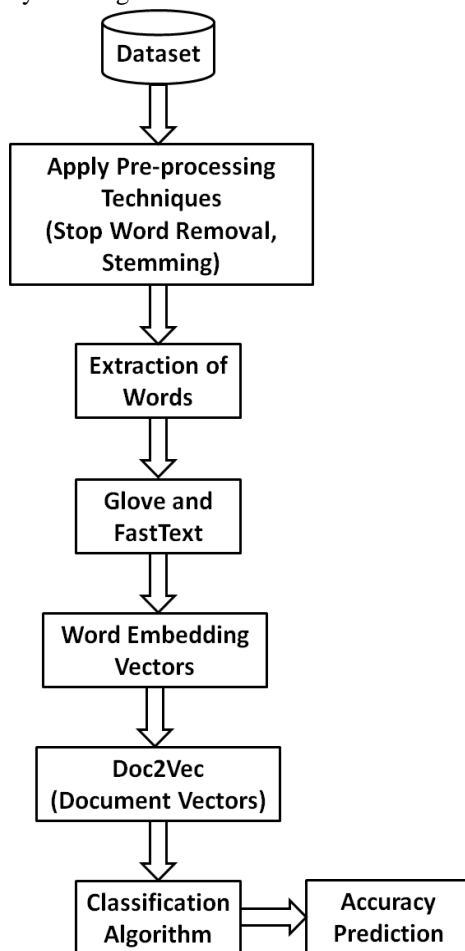 Dataset
Apply Pre-processing
Techniques
(Stop Word Removal,
Stemming)
Extraction of
Words
Glove and
FastText
Word Embedding
Vectors
Doc2Vec
(Document Vectors)
Classification
Algorithm
Accuracy
Prediction